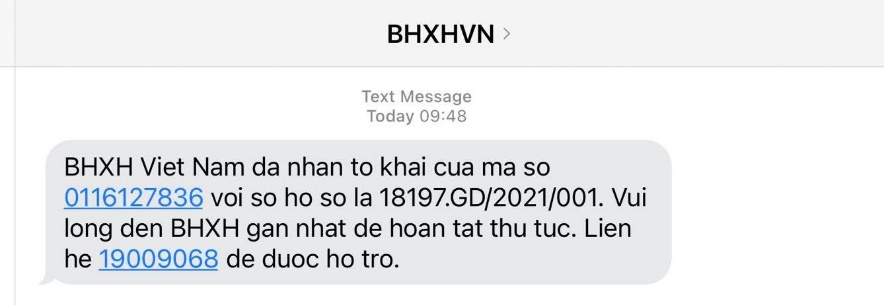 BHXHVN >
Text Message
Today 09:48
BHXH Viet Nam da nhan to khai cua ma so
0116127836 voi so ho so la 18197.GD/2021/001. Vui
long den BHXH gan nhat de hoan tat thu tuc. Lien
he 19009068 de duoc ho tro.